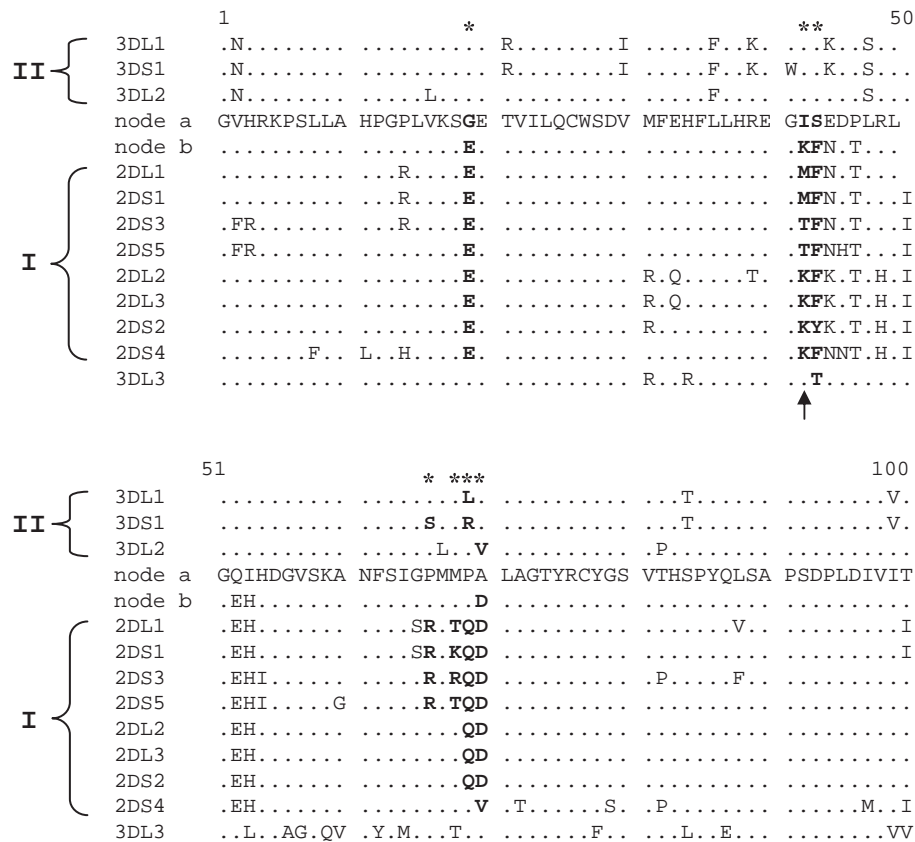 1 50
* **
3DL1 .N........ .......... R........I .....F..K. ...K..S..
II 3DS1 .N........ .......... R........I .....F..K. W..K..S..
3DL2 .N........ .....L.... .......... .....F.... ......S..
node a GVHRKPSLLA HPGPLVKSGE TVILQCWSDV MFEHFLLHRE GISEDPLRL
node b .......... ........E. .......... .......... .KFN.T...
2DL1 .......... ...R....E. .......... .......... .MFN.T...
2DS1 .......... ...R....E. .......... .......... .MFN.T...I
2DS3 .FR....... ...R....E. .......... .......... .TFN.T...I
I 2DS5 .FR....... ........E. .......... .......... .TFNHT...I
2DL2 .......... ........E. .......... R.Q.....T. .KFK.T.H.I
2DL3 .......... ........E. .......... R.Q....... .KFK.T.H.I
2DS2 .......... ........E. .......... R......... .KYK.T.H.I
2DS4 .......F.. L..H....E. .......... .......... .KFNNT.H.I
3DL3 .......... .......... .......... R..R...... ..T.......
51 100
* ***
3DL1 .......... ........L. .......... ...T...... ........V.
II 3DS1 .......... .....S..R. .......... ...T...... ........V.
3DL2 .......... ......L..V .......... .P........ ..........
node a GQIHDGVSKA NFSIGPMMPA LAGTYRCYGS VTHSPYQLSA PSDPLDIVIT
node b .EH....... .........D .......... .......... ..........
2DL1 .EH....... ....SR.TQD .......... .......V.. .........I
2DS1 .EH....... ....SR.KQD .......... .......... .........I
2DS3 .EHI...... .....R.RQD .......... .P.....F.. ..........
I 2DS5 .EHI.....G .....R.TQD .......... .......... ..........
2DL2 .EH....... ........QD .......... .......... ..........
2DL3 .EH....... ........QD .......... .......... ..........
2DS2 .EH....... ........QD .......... .......... ..........
2DS4 .EH....... .........V .T......S. .P........ ......M..I
3DL3 ..L..AG.QV .Y.M...T.. .......F.. ...L..E... ........VV